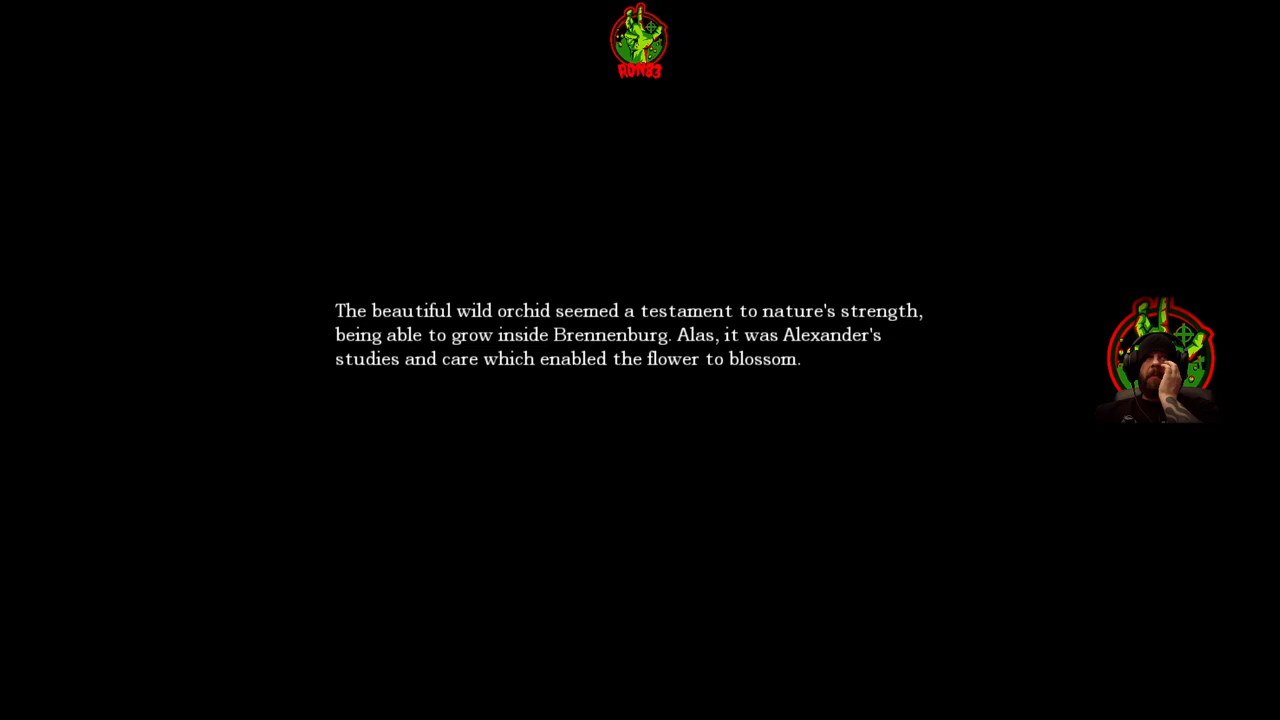 RON83
The beautiful wild orchid seemed a testament to nature's strength,
being able to grow inside Brennenburg. Alas, it was Alexander's
studies and care which enabled the flower to blossom.